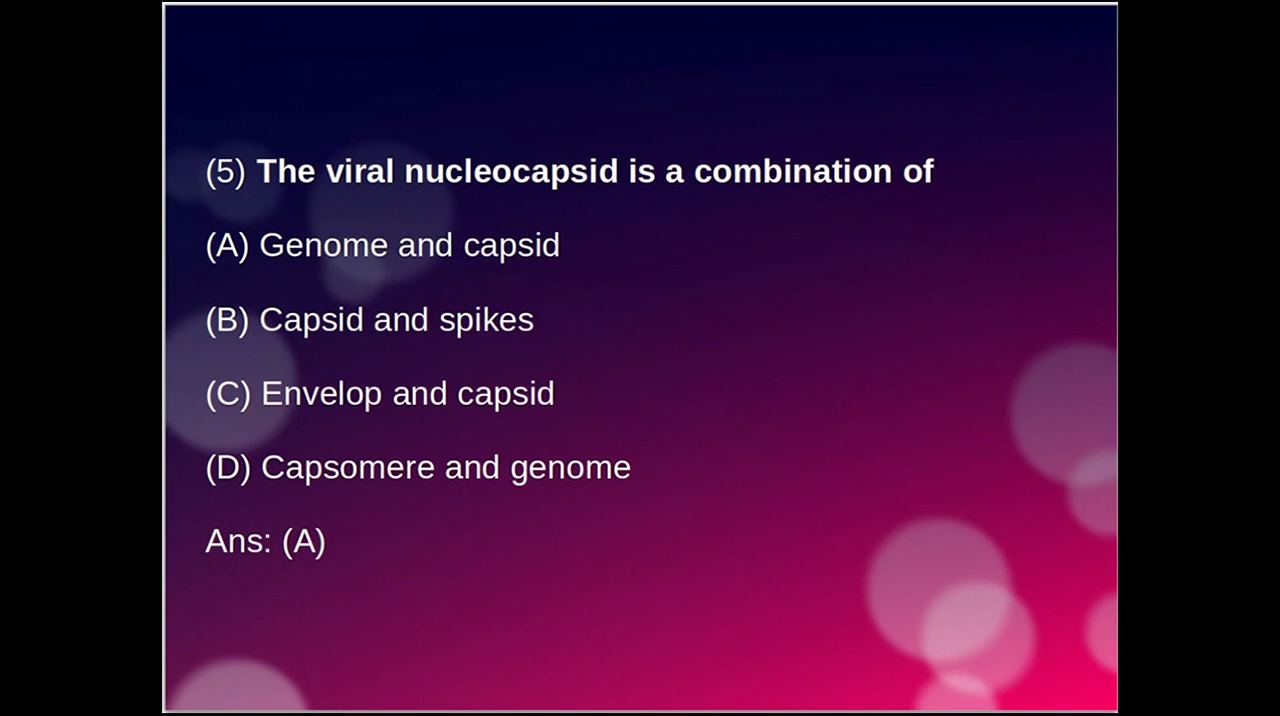 (5) The viral nucleocapsid is a combination of
(A) Genome and capsid
(B) Capsid and spikes
(C) Envelop and capsid
(D) Capsomere and genome
Ans: (A)